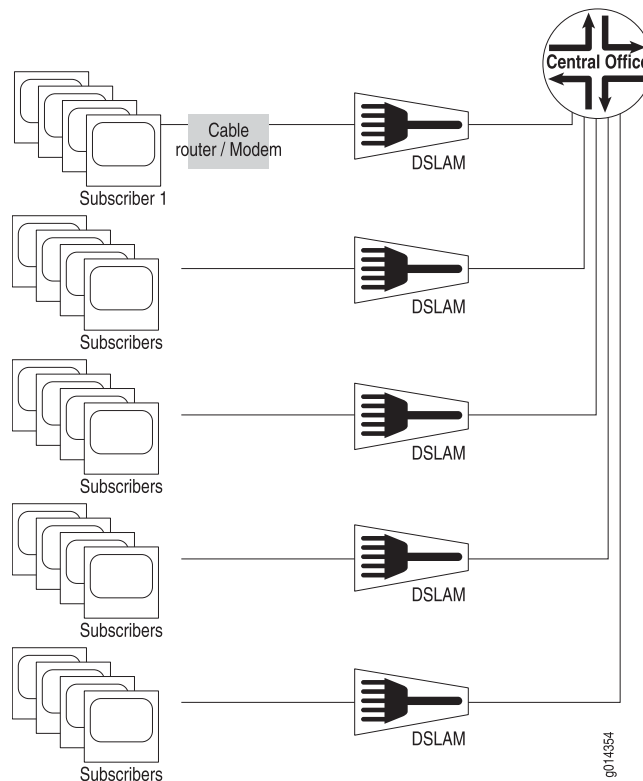 Central Office
Cable
router / Modem
DSLAM
Subscriber 1
DSLAM
Subscribers
DSLAM
Subscribers
DSLAM
Subscribers
DSLAM
Subscribers
g014354